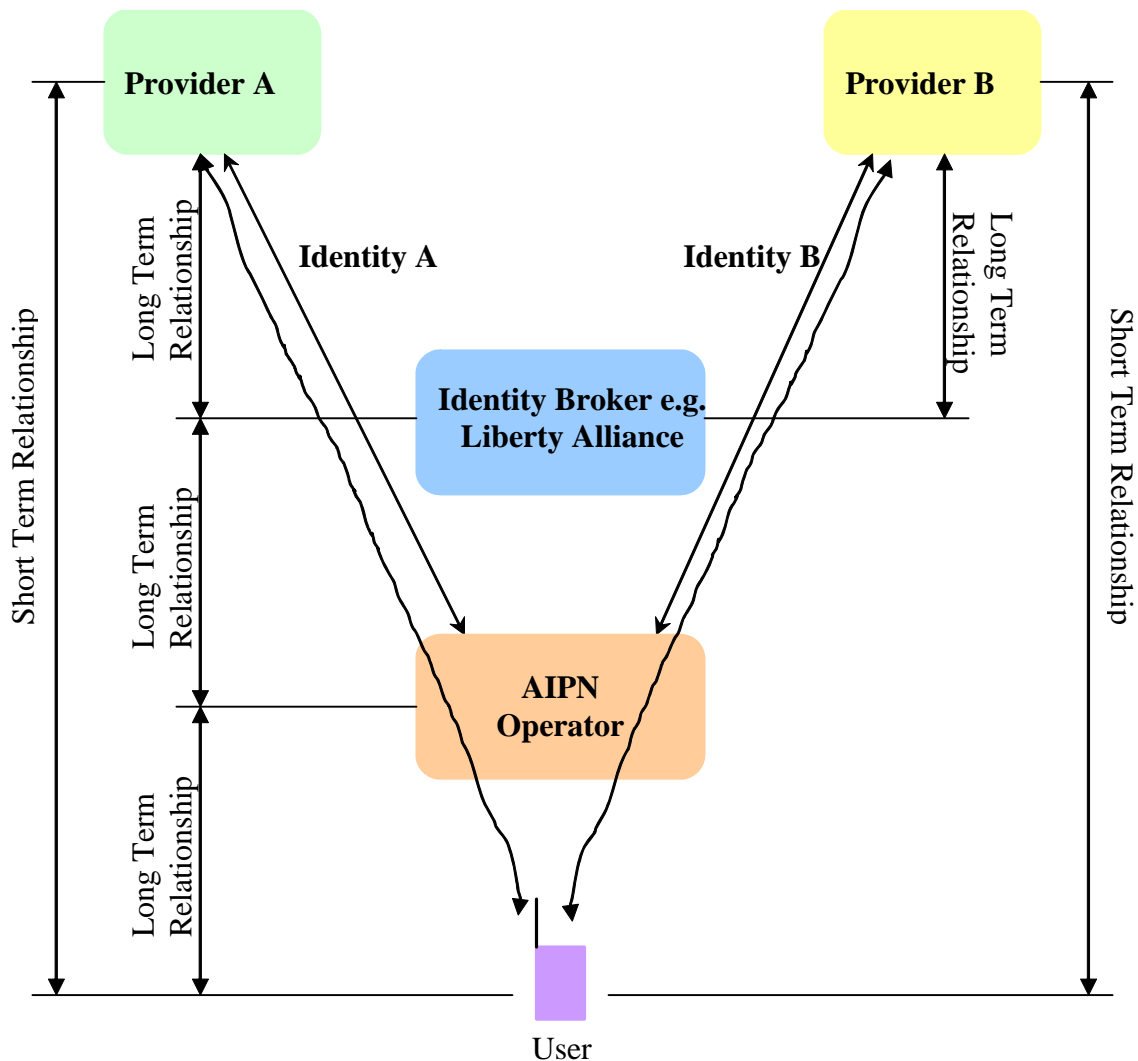 Provider A
Provider B
Identity A
Identity B
Long Term
Relationship
Long Term
Relationship
Short Term Relationship
Short Term Relationship
Identity Broker e.g.
Liberty Alliance
Long Term
Relationship
AIPN
Operator
Long Term
Relationship
User